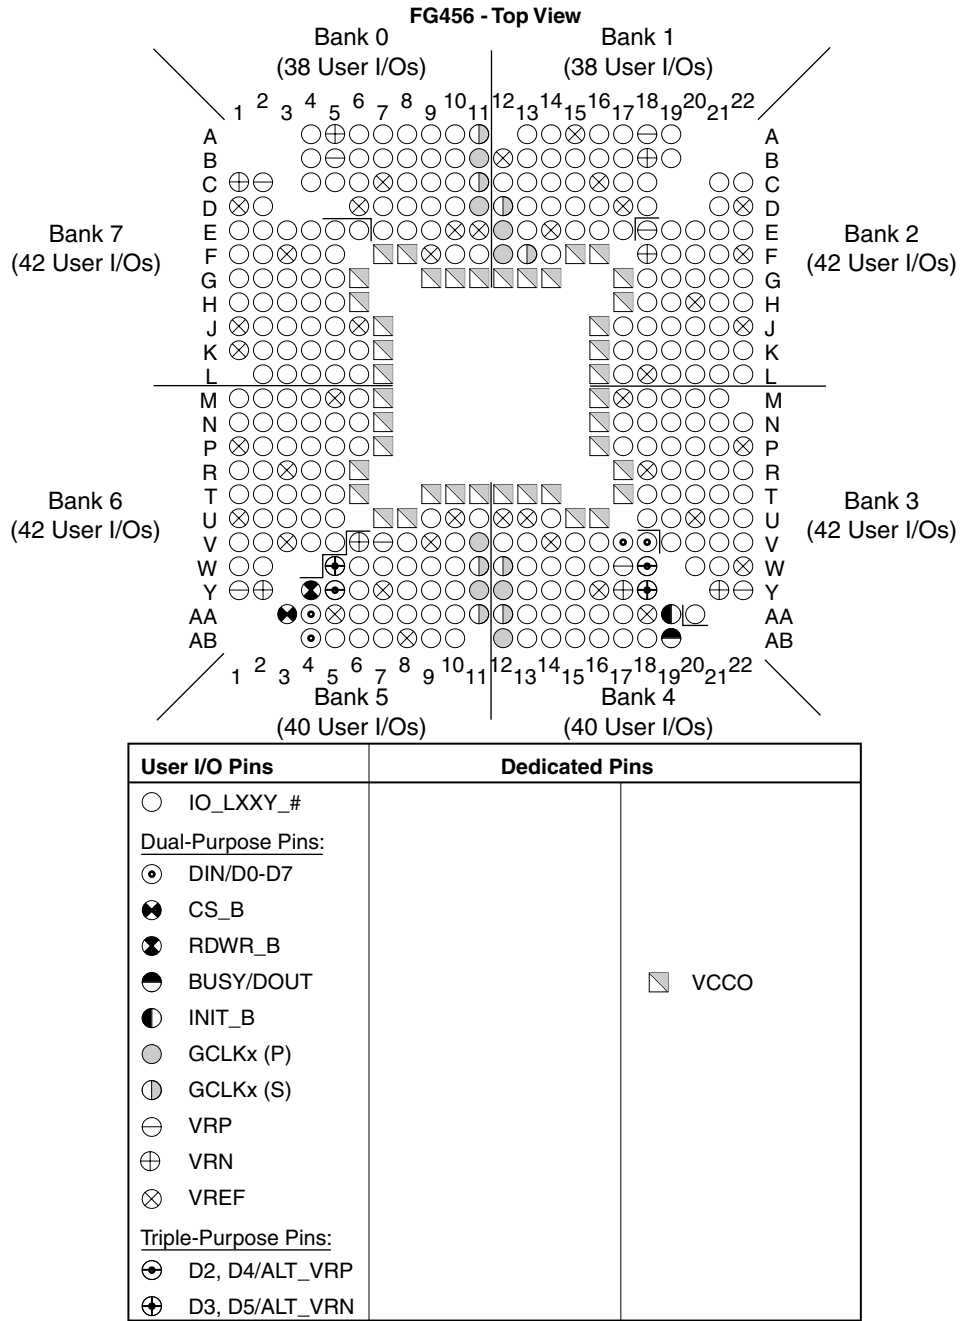 FG456 - Top View
Bank 0
(38 User I/Os)
Bank 1
(38 User I/Os)
1 2 3 4 5 6 7 8 9 10 11 12 13 14 15 16 17 18 19 20 21 22
A A
B B
C C
D D
E E
F F
G G
H H
J J
K K
L L
M M
N N
P P
R R
T T
U U
V V
W W
Y Y
AA AA
AB AB
Bank 7
(42 User I/Os)
Bank 2
(42 User I/Os)
Bank 6
(42 User I/Os)
Bank 3
(42 User I/Os)
1 2 3 4 5 6 7 8 9 10 11 12 13 14 15 16 17 18 19 20 21 22
Bank 5
(40 User I/Os)
Bank 4
(40 User I/Os)
User I/O Pins
Dedicated Pins
IO_LXXY_#
Dual-Purpose Pins:
DIN/D0-D7
CS_B
RDWR_B
BUSY/DOUT
VCCO
INIT_B
GCLKx (P)
GCLKx (S)
VRP
VRN
VREF
Triple-Purpose Pins:
D2, D4/ALT_VRP
D3, D5/ALT_VRN